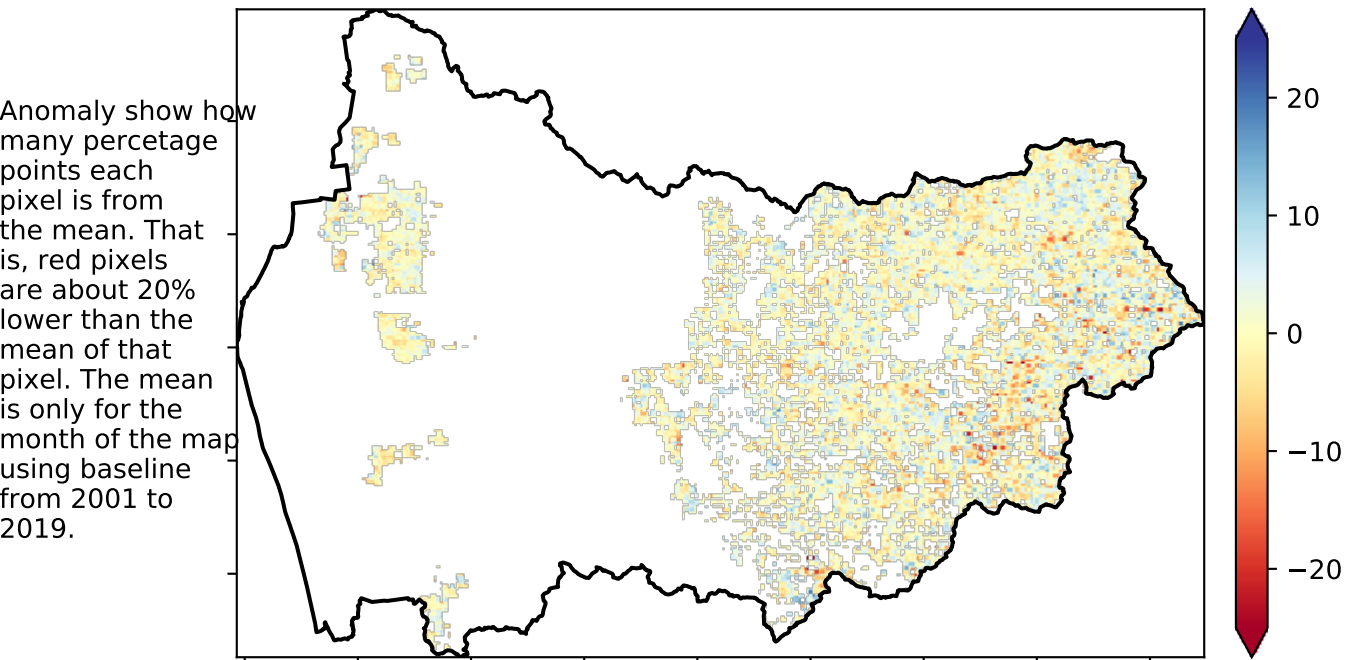 Anomaly show how
many percetage
points each
pixel is from
the mean. That
is, red pixels
are about 20%
lower than the
mean of that
pixel. The mean
is only for the
month of the map
using baseline
from 2001 to
2019.
20
10
0
−10
−20